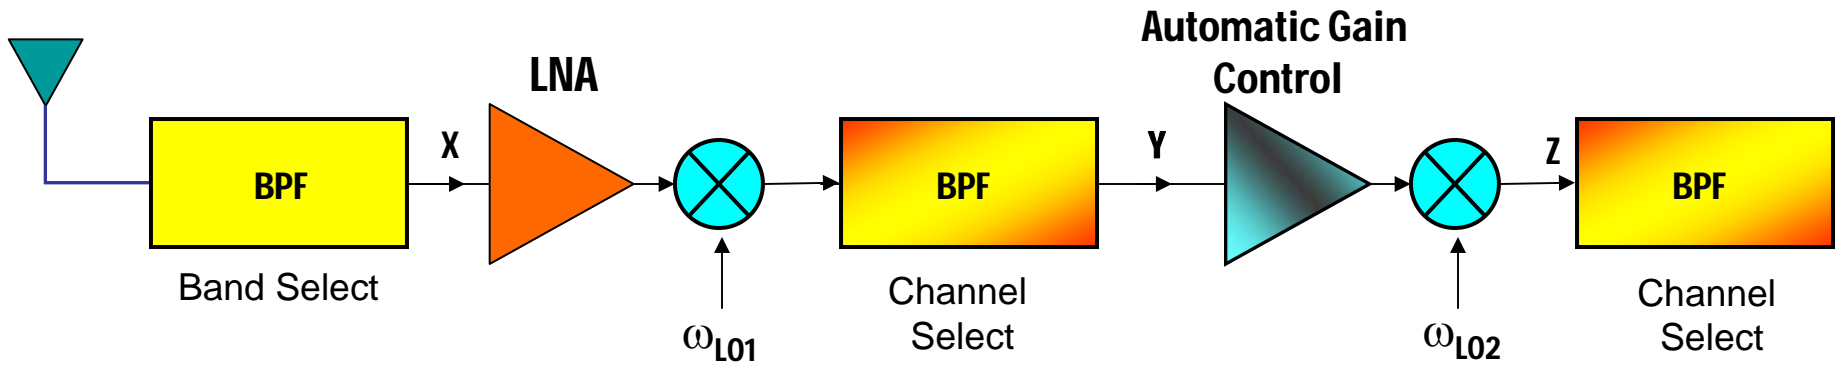 Automatic Gain
Control
LNA
BPF
X
BPF
Y
Z
BPF
Band Select
Channel
Select
Channel
Select
ωLO1
ωLO2